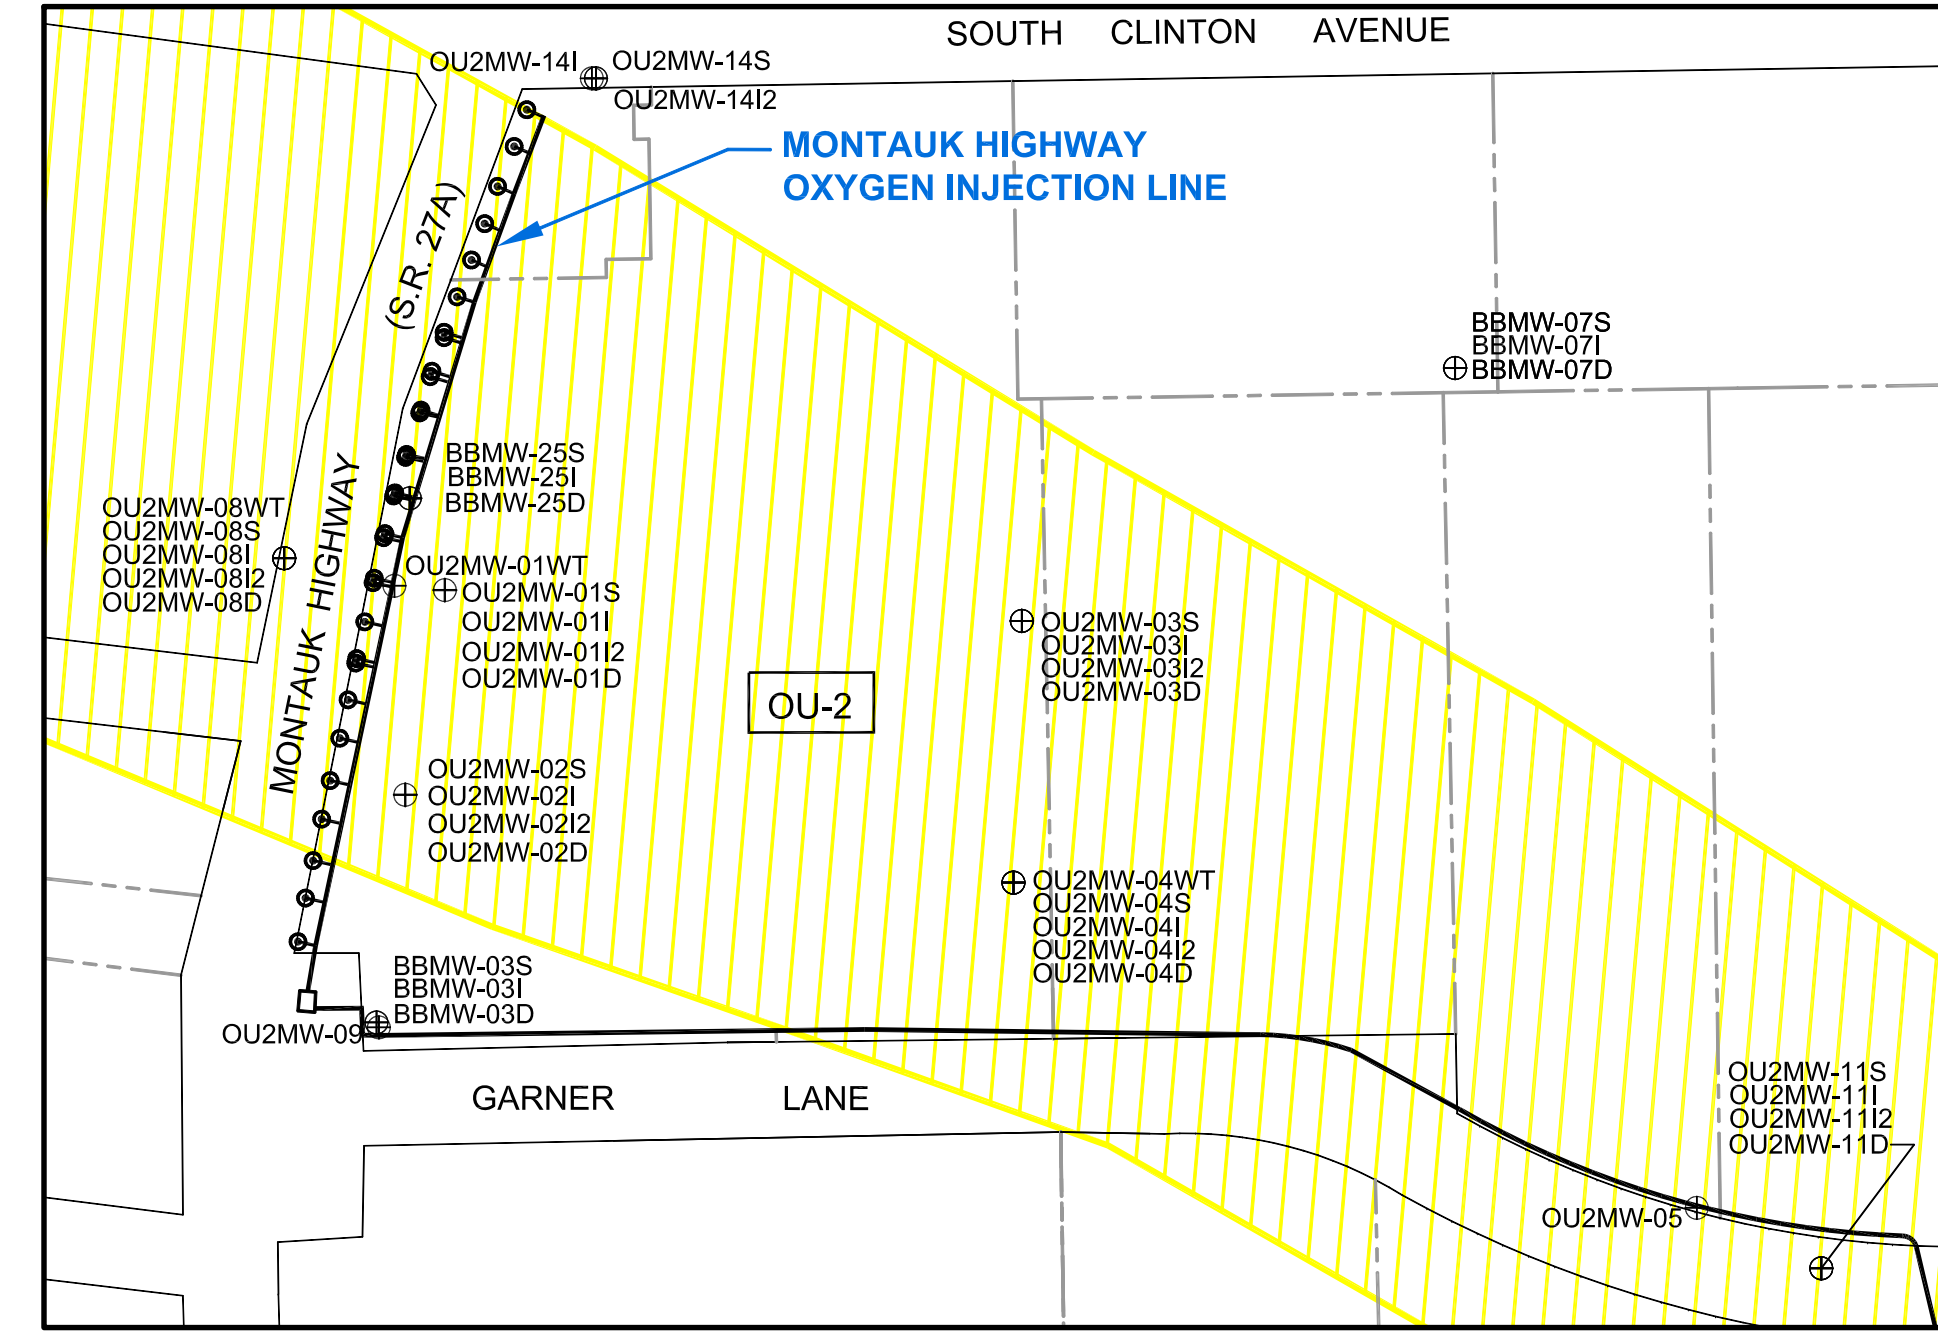 SOUTH CLINTON AVENUE
OU2MW-14I
OU2MW-14S
OU2MW-14I2
MONTAUK HIGHWAY
OXYGEN INJECTION LINE
(S.R. 27A)
MONTAUK HIGHWAY
BBMW-07S
BBMW-07I
BBMW-07D
BBMW-25S
BBMW-25I
BBMW-25D
OU2MW-08WT
OU2MW-08S
OU2MW-08I
OU2MW-08I2
OU2MW-08D
OU2MW-01WT
OU2MW-01S
OU2MW-01I
OU2MW-01I2
OU2MW-01D
OU2MW-03S
OU2MW-03I
OU2MW-03I2
OU2MW-03D
OU-2
OU2MW-02S
OU2MW-02I
OU2MW-02I2
OU2MW-02D
OU2MW-04WT
OU2MW-04S
OU2MW-04I
OU2MW-04I2
OU2MW-04D
BBMW-03S
BBMW-03I
BBMW-03D
OU2MW-09
GARNER LANE
OU2MW-11S
OU2MW-11I
OU2MW-11I2
OU2MW-11D
OU2MW-05